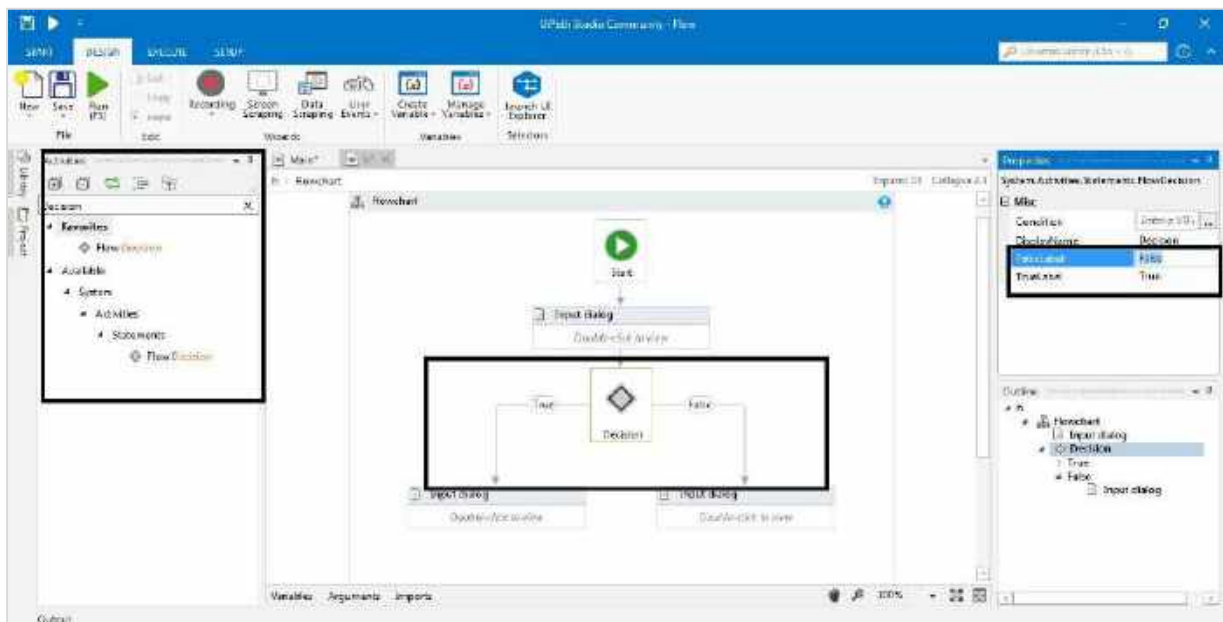 UiPath Studio Community - Flow
START DESIGN EXECUTE SETUP
New Save Run Recording Screen Data User Create Manage Launch UI
(F5) Scraping Scraping Events Variable Variables Explorer
File Wizards Variables Selectors
Library
Project
Activities
Decision
Favorites
Flow Decision
Available
System
Activities
Statements
Flow Decision
Main*
Flowchart
Expand All Collapse All
Flowchart
Start
Input dialog
Double-click to view
True
False
Decision
Input dialog
Double-click to view
Input dialog
Double-click to view
Variables Arguments Imports
100%
Properties
System.Activities.Statements.FlowDecision
Misc
Condition
DisplayName Decision
FalseLabel False
TrueLabel True
Outline
Flowchart
Input dialog
Decision
True
False
Input dialog
Output